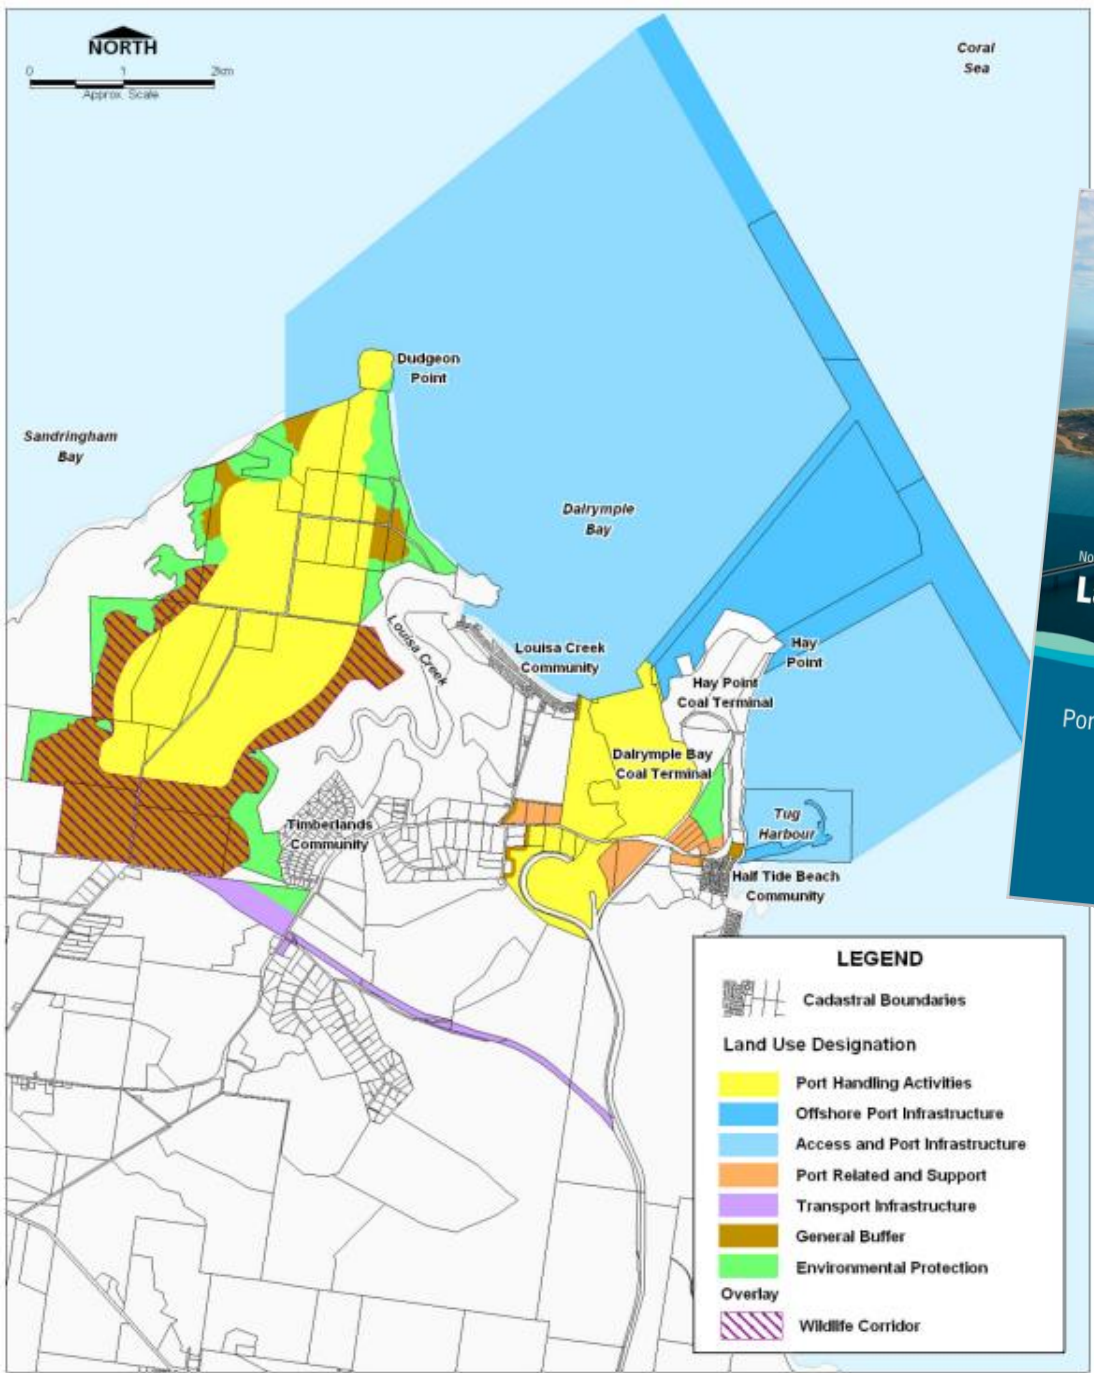 NORTH
0 1 2km
Approx. Scale
Coral
Sea
Dudgeon
Point
Sandringham
Bay
Dalrymple
Bay
Louisa Creek
Louisa Creek
Community
Hay
Point
Hay Point
Coal Terminal
Dalrymple Bay
Coal Terminal
Tug
Harbour
Timberlands
Community
Half Tide Beach
Community
LEGEND
Cadastral Boundaries
Land Use Designation
Port Handling Activities
Offshore Port Infrastructure
Access and Port Infrastructure
Port Related and Support
Transport Infrastructure
General Buffer
Environmental Protection
Overlay
Wildlife Corridor